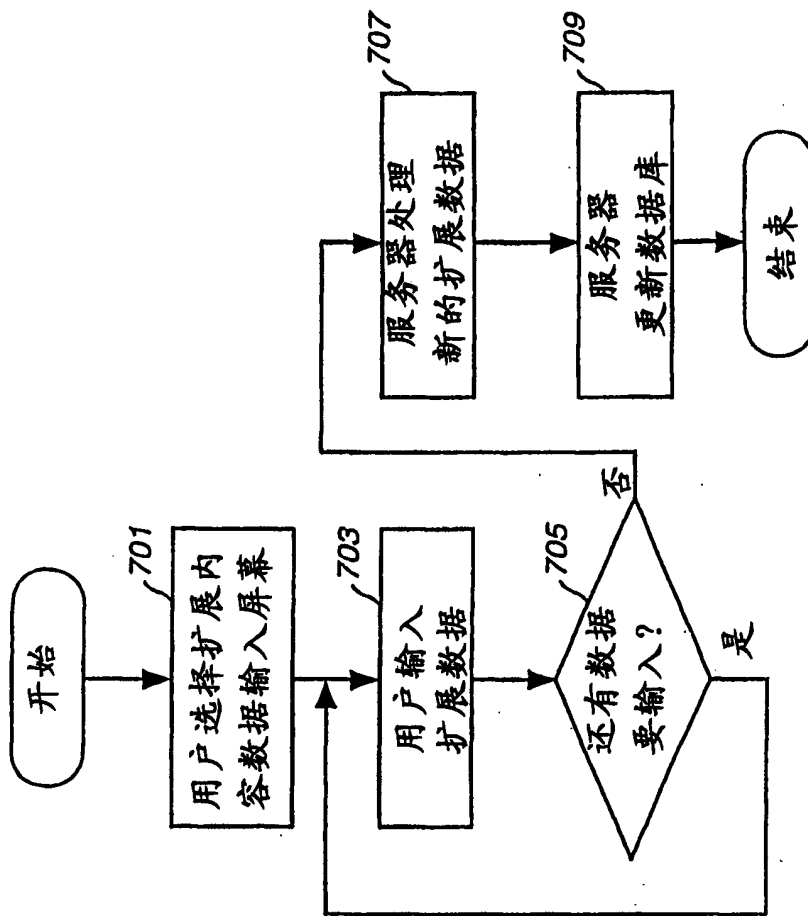 开始
701
用户选择扩展内
容数据输入屏幕
703
用户输入
扩展数据
705
还有数据
要输入？
是
否
707
服务器处理
新的扩展数据
709
服务器
更新数据库
结束